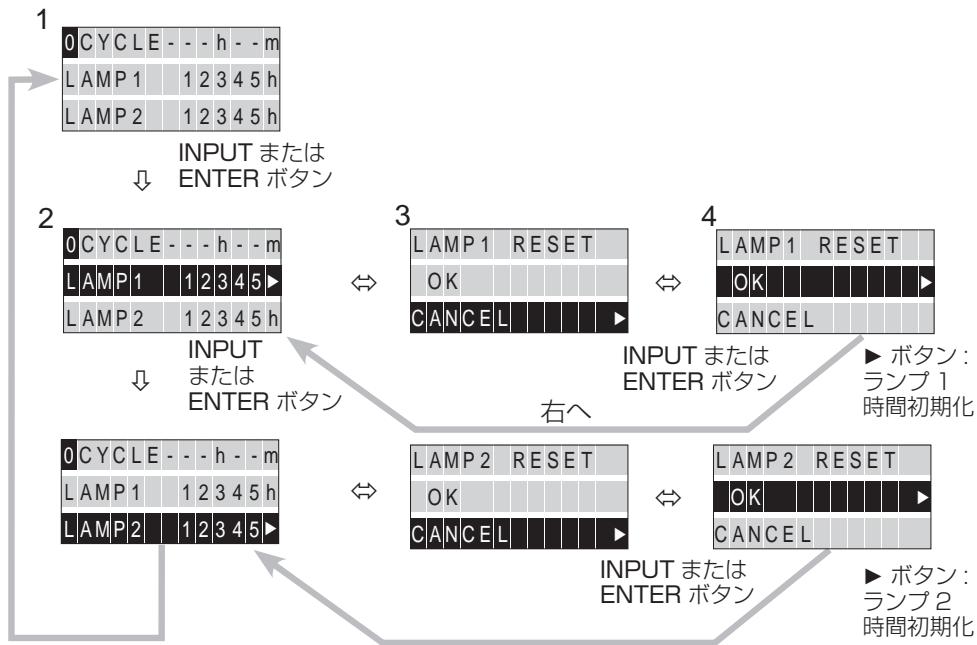 1
0CYCLE---h--m
LAMP1 12345h
LAMP2 12345h
INPUT または
ENTER ボタン
2
0CYCLE---h--m
LAMP1 12345▶
LAMP2 12345h
3
LAMP1 RESET
OK
CANCEL ▶
4
LAMP1 RESET
OK ▶
CANCEL
INPUT
または
ENTER ボタン
INPUT または
ENTER ボタン
▶ ボタン :
ランプ 1
時間初期化
右へ
0CYCLE---h--m
LAMP1 12345h
LAMP2 12345▶
LAMP2 RESET
OK
CANCEL ▶
LAMP2 RESET
OK ▶
CANCEL
INPUT または
ENTER ボタン
▶ ボタン :
ランプ 2
時間初期化